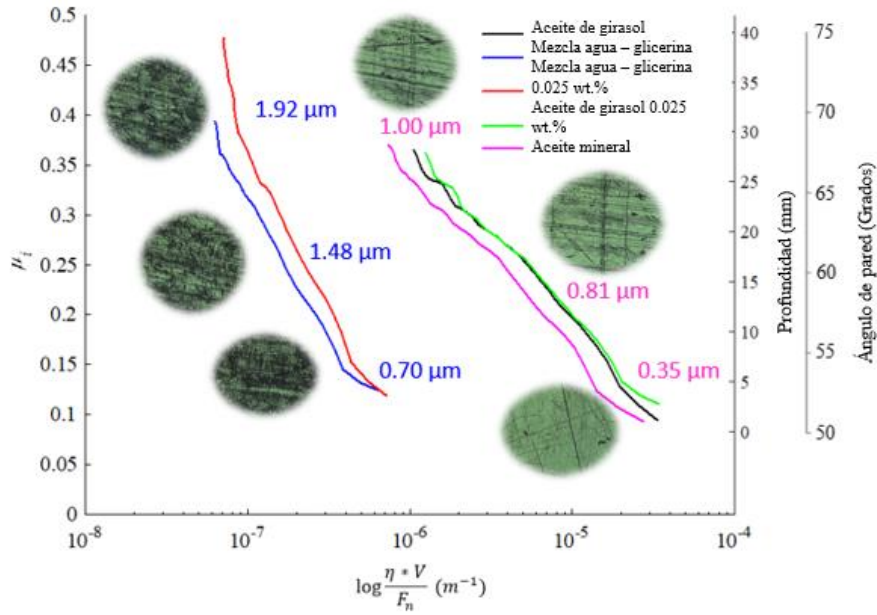 Aceite de girasol
Mezcla agua – glicerina
Mezcla agua – glicerina
0.025 wt.%
Aceite de girasol 0.025
wt.%
Aceite mineral
0.5
0.45
0.4
0.35
0.3
0.25
0.2
0.15
0.1
0.05
0
μi
1.92 µm
1.48 µm
0.70 µm
1.00 µm
0.81 µm
0.35 µm
40
35
30
25
20
15
10
5
0
Profundidad (mm)
75
70
65
60
55
50
Ángulo de pared (Grados)
10-8
10-7
10-6
10-5
10-4
log η * V / Fn (m−1)